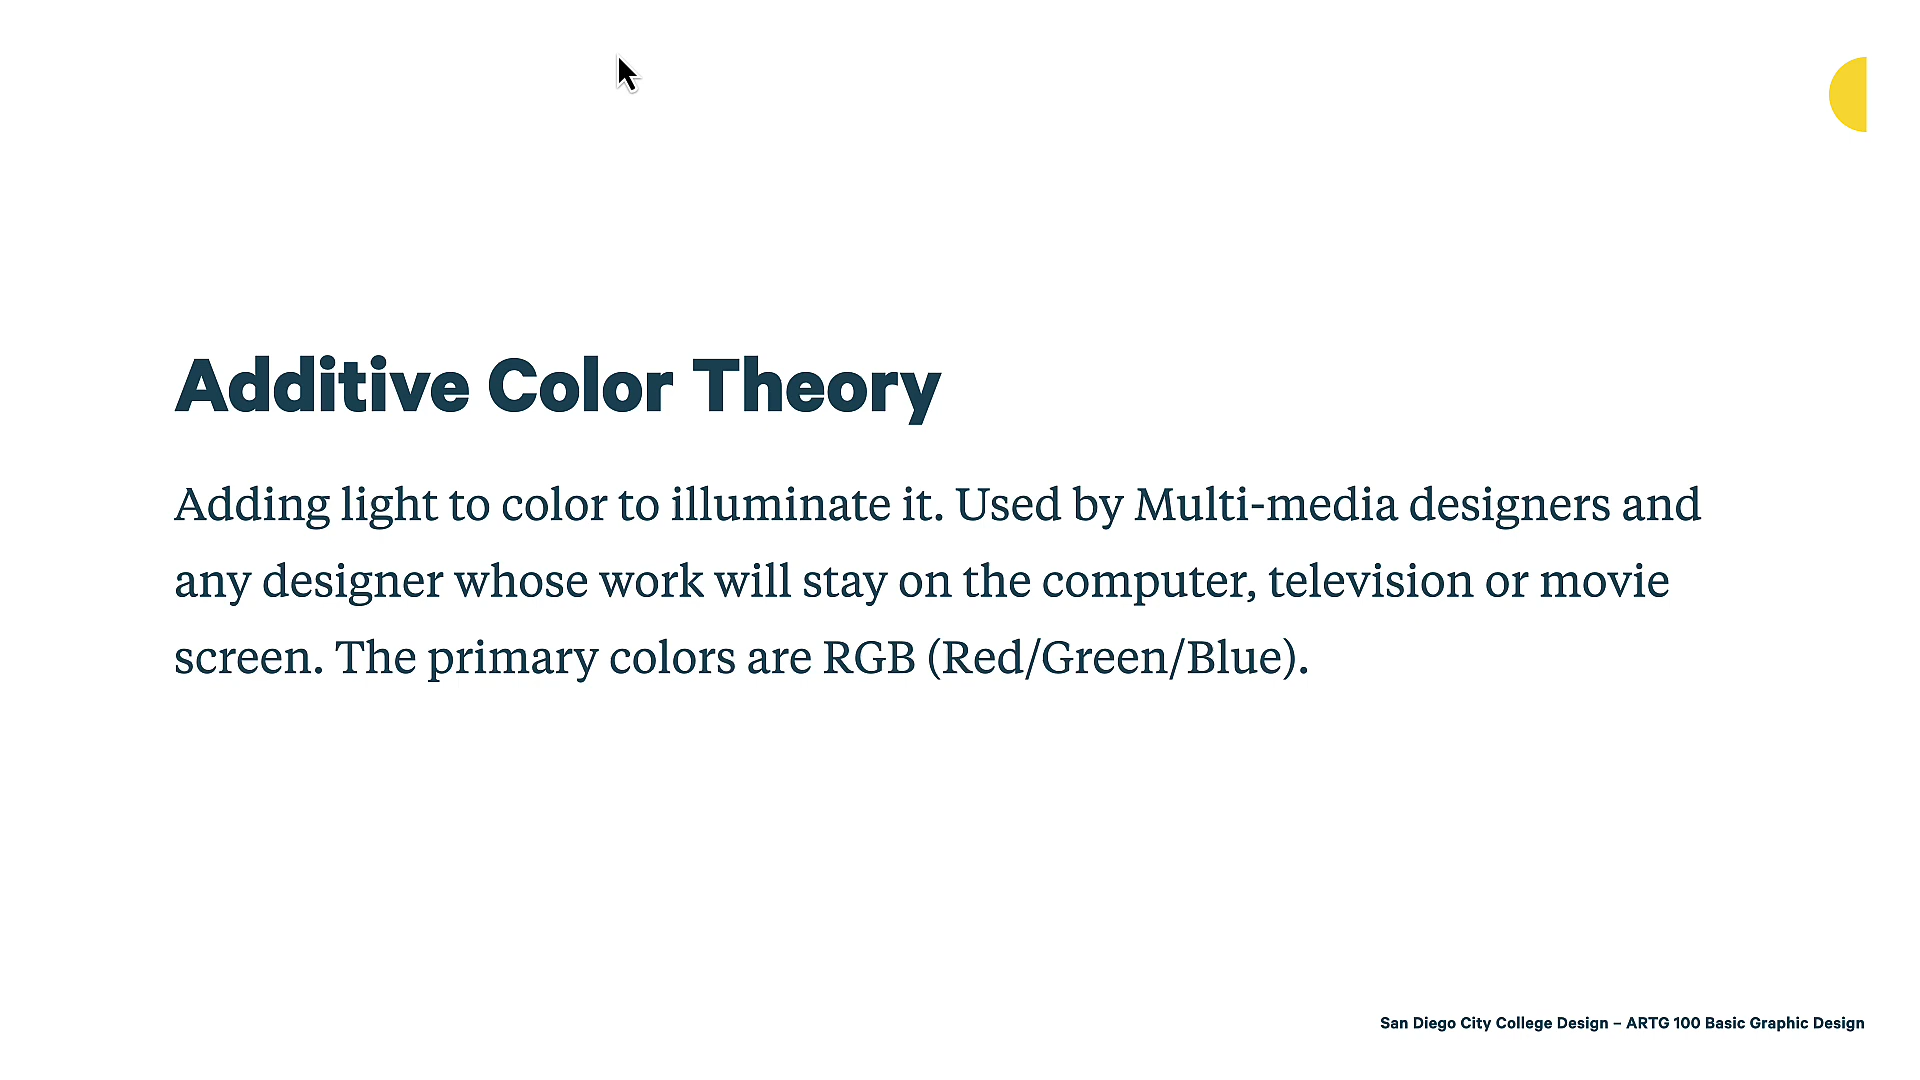 Additive Color Theory
Adding light to color to illuminate it. Used by Multi-media designers and
any designer whose work will stay on the computer, television or movie
screen. The primary colors are RGB (Red/Green/Blue).
San Diego City College Design – ARTG 100 Basic Graphic Design